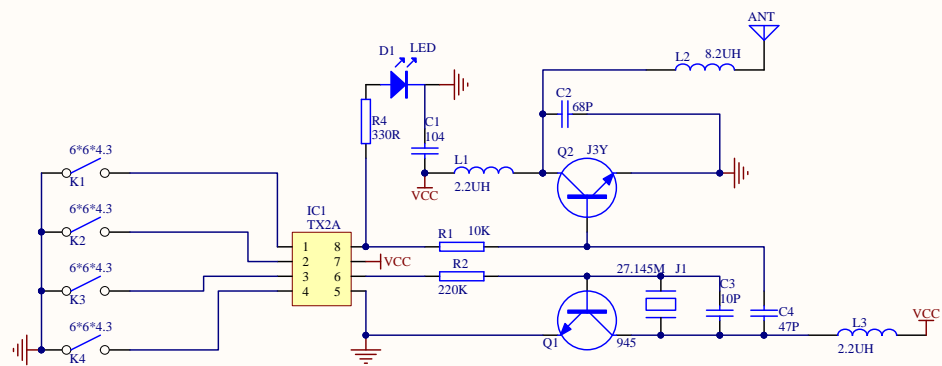 ANT
D1 LED
L2 8.2UH
C2
68P
R4
330R
C1
104
6*6*4.3
K1
L1
2.2UH
VCC
Q2 J3Y
6*6*4.3
K2
IC1
TX2A
R1 10K
1 8
2 7
3 6
4 5
VCC
R2
220K
27.145M J1
C3
10P
6*6*4.3
K3
C4
47P
VCC
L3
2.2UH
6*6*4.3
K4
Q1 945